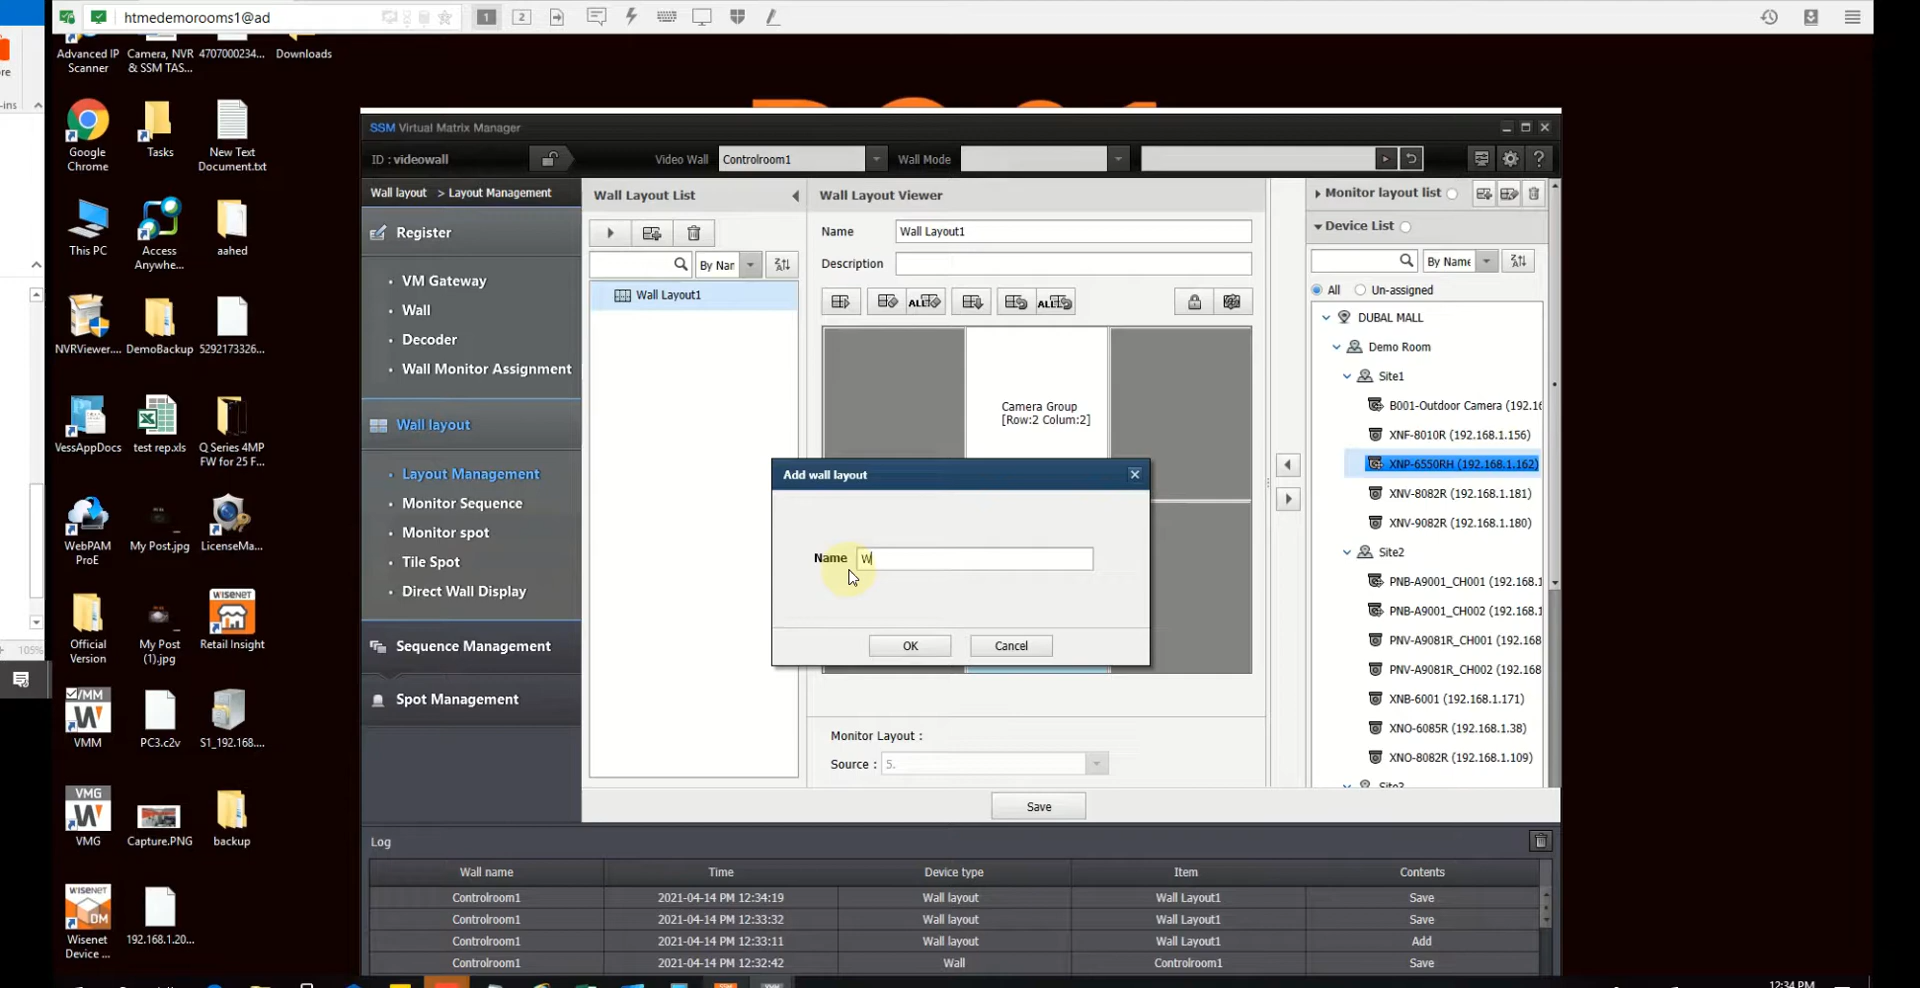 htmedemorooms1@ad
1
2
Advanced IP
Scanner
Camera, NVR
& SSM TAS...
4707000234...
Downloads
-ins
Google
Chrome
Tasks
New Text
Document.txt
This PC
Access
Anywhe...
aahed
NVRViewer....
DemoBackup
5292173326...
VessAppDocs
test rep.xls
Q Series 4MP
FW for 25 F...
WebPAM
ProE
My Post.jpg
LicenseMa...
Official
Version
My Post
(1).jpg
WISENET
Retail Insight
105%
VMM
PC3.c2v
S1_192.168....
VMG
VMG
Capture.PNG
backup
WISENET
DM
Wisenet
Device ...
192.168.1.20...
SSM Virtual Matrix Manager
ID : videowall
Video Wall
Controlroom1
Wall Mode
Wall layout > Layout Management
Register
VM Gateway
Wall
Decoder
Wall Monitor Assignment
Wall layout
Layout Management
Monitor Sequence
Monitor spot
Tile Spot
Direct Wall Display
Sequence Management
Spot Management
Wall Layout List
By Nar
Wall Layout1
Wall Layout Viewer
Name Wall Layout1
Description
ALL
ALL
Camera Group
[Row:2 Colum:2]
Add wall layout
Name W
OK Cancel
Monitor Layout :
Source : 5.
Save
Monitor layout list
Device List
By Name
All Un-assigned
DUBAL MALL
Demo Room
Site1
B001-Outdoor Camera (192.16
XNF-8010R (192.168.1.156)
XNP-6550RH (192.168.1.162)
XNV-8082R (192.168.1.181)
XNV-9082R (192.168.1.180)
Site2
PNB-A9001_CH001 (192.168.1
PNB-A9001_CH002 (192.168.1
PNV-A9081R_CH001 (192.168
PNV-A9081R_CH002 (192.168
XNB-6001 (192.168.1.171)
XNO-6085R (192.168.1.38)
XNO-8082R (192.168.1.109)
Site3
Log
Wall name Time Device type Item Contents
Controlroom1 2021-04-14 PM 12:34:19 Wall layout Wall Layout1 Save
Controlroom1 2021-04-14 PM 12:33:32 Wall layout Wall Layout1 Save
Controlroom1 2021-04-14 PM 12:33:11 Wall layout Wall Layout1 Add
Controlroom1 2021-04-14 PM 12:32:42 Wall Controlroom1 Save
12:34 PM